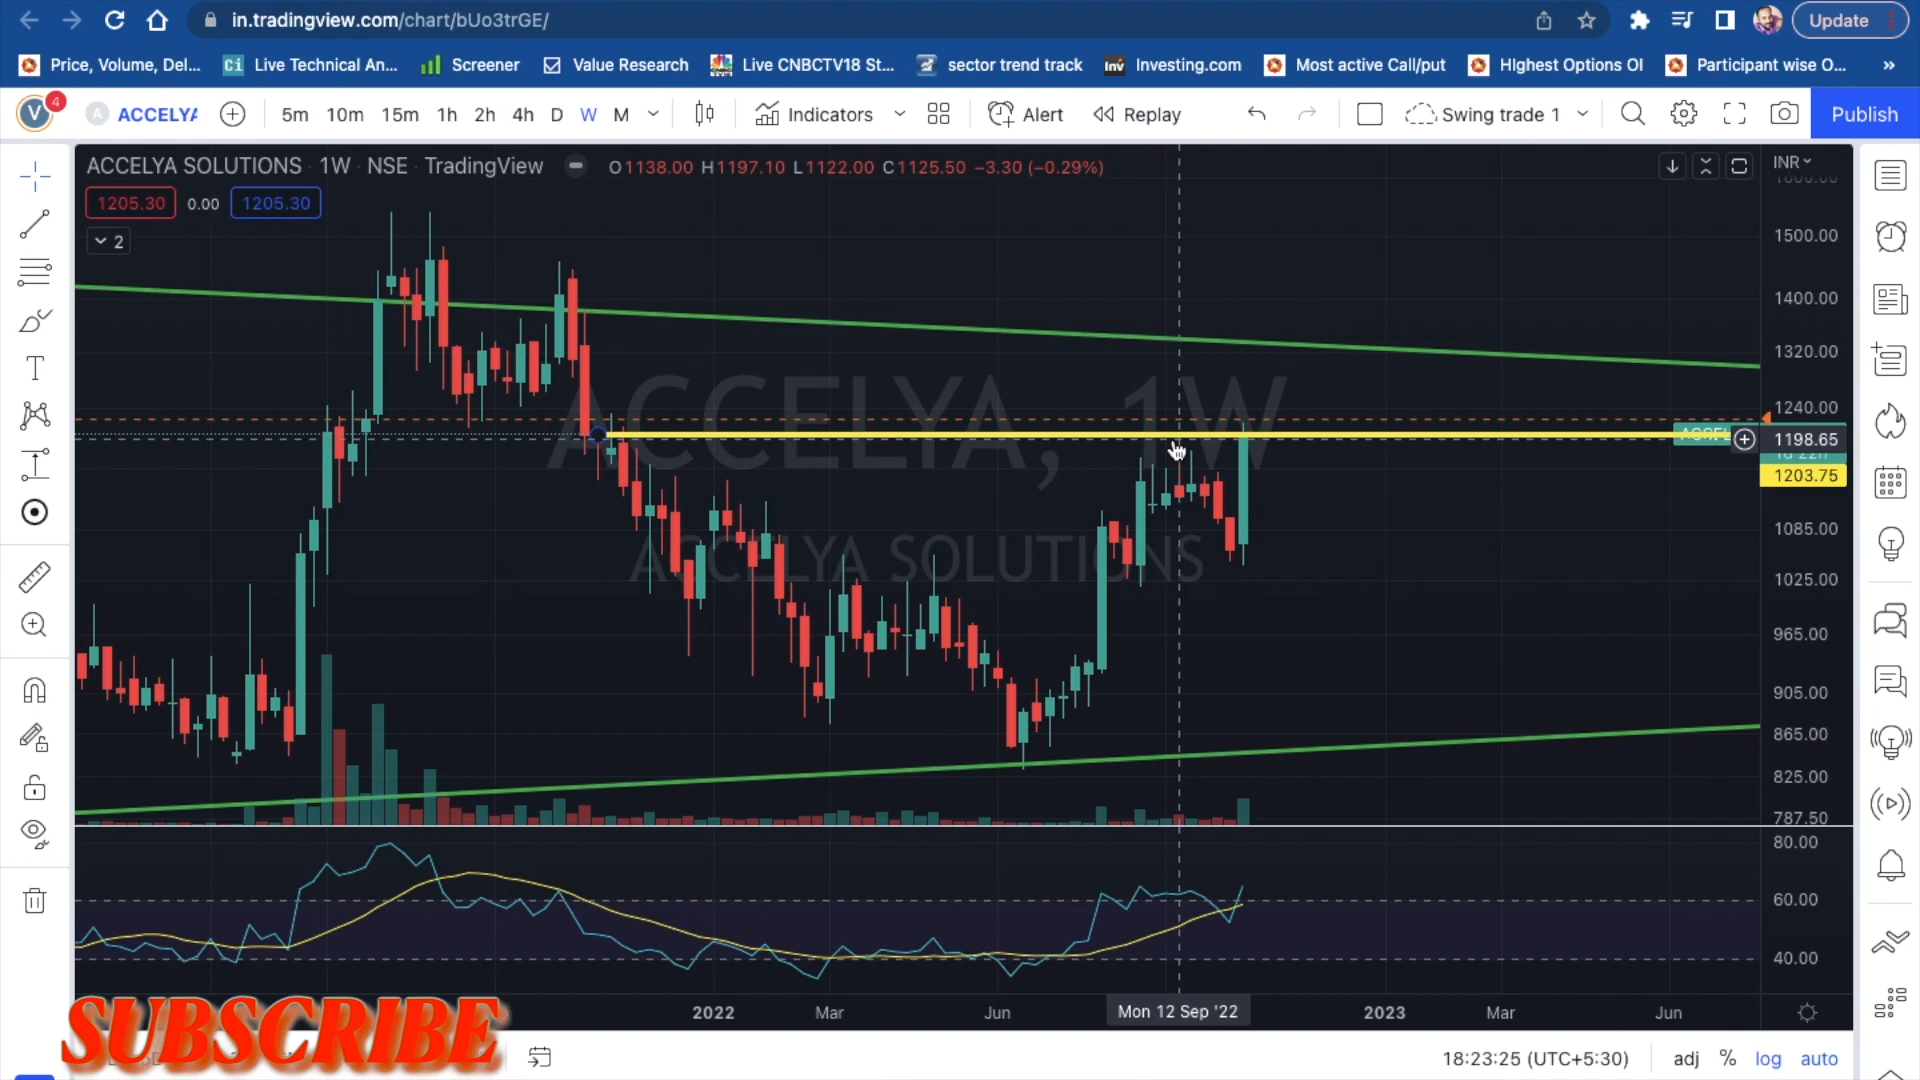 in.tradingview.com/chart/bUo3trGE/
Update
Price, Volume, Del...
Ci Live Technical An...
Screener
Value Research
Live CNBCTV18 St...
sector trend track
Inv Investing.com
Most active Call/put
HIghest Options OI
Participant wise O...
»
V 4
A ACCELYA
5m 10m 15m 1h 2h 4h D W M
Indicators
Alert
Replay
Swing trade 1
Publish
ACCELYA SOLUTIONS · 1W · NSE · TradingView
O1138.00 H1197.10 L1122.00 C1125.50 −3.30 (−0.29%)
INR
1205.30 0.00 1205.30
2
1500.00
1400.00
1320.00
1240.00
1198.65
1203.75
1085.00
1025.00
965.00
905.00
865.00
825.00
787.50
80.00
60.00
40.00
ACCELYA, 1W
ACCELYA SOLUTIONS
2022 Mar Jun Mon 12 Sep '22 2023 Mar Jun
SUBSCRIBE
18:23:25 (UTC+5:30) adj % log auto